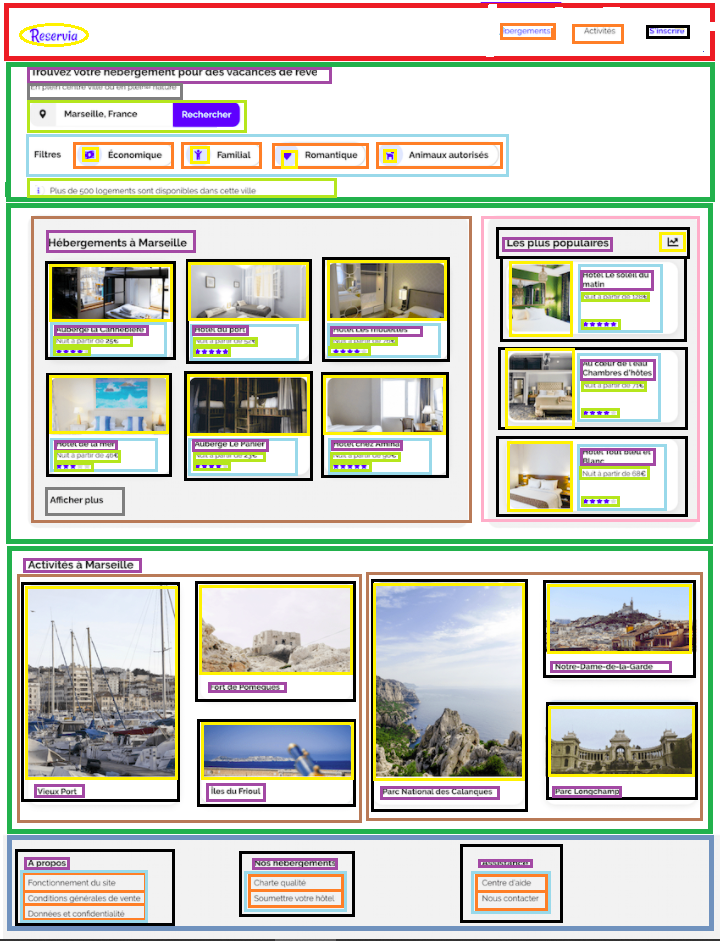 Reservia
Hébergements
Activités
S'inscrire
Trouvez votre hébergement pour des vacances de rêve
En plein centre ville ou en pleine nature
Marseille, France
Rechercher
Filtres
Économique
Familial
Romantique
Animaux autorisés
Plus de 500 logements sont disponibles dans cette ville
Hébergements à Marseille
Auberge la Cannebière
Nuit à partir de 25€
Hôtel du port
Nuit à partir de 52€
Hôtel Les mouettes
Nuit à partir de
Hôtel de la mer
Nuit à partir de 46€
Auberge Le Panier
Nuit à partir de 23€
Hôtel chez Amina
Nuit à partir de 96€
Afficher plus
Les plus populaires
Hôtel Le soleil du
matin
Nuit à partir de 128€
Au cœur de l'eau
Chambres d'hôtes
Nuit à partir de 71€
Hôtel Tout bleu et
Blanc
Nuit à partir de 68€
Activités à Marseille
Vieux Port
Fort de Pomègues
Îles du Frioul
Parc National des Calanques
Notre-Dame-de-la-Garde
Parc Longchamp
À propos
Fonctionnement du site
Conditions générales de vente
Données et confidentialité
Nos hébergements
Charte qualité
Soumettre votre hôtel
Assistance
Centre d'aide
Nous contacter